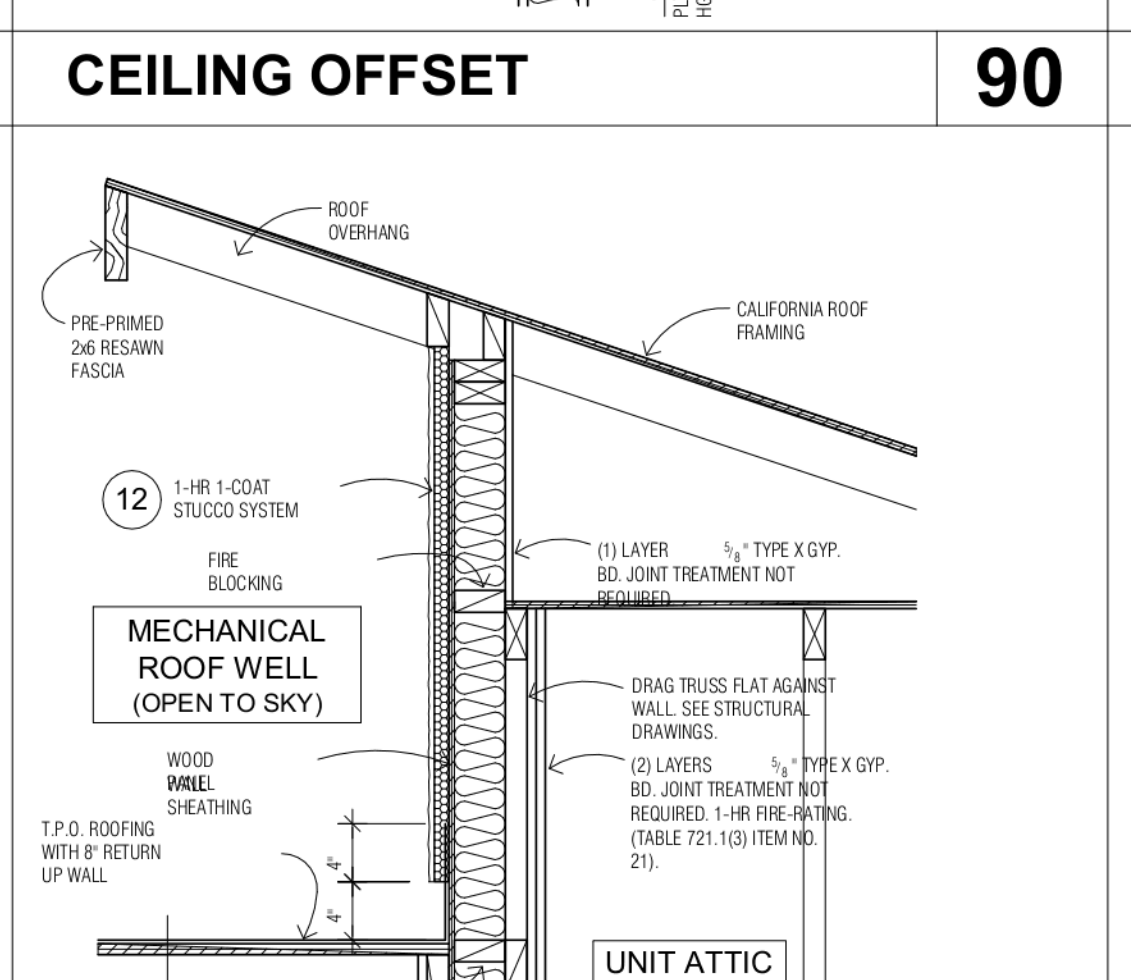 PL
HO
CEILING OFFSET
90
ROOF
OVERHANG
PRE-PRIMED
2x6 RESAWN
FASCIA
CALIFORNIA ROOF
FRAMING
12
1-HR 1-COAT
STUCCO SYSTEM
FIRE
BLOCKING
(1) LAYER 5/8" TYPE X GYP.
BD. JOINT TREATMENT NOT
REQUIRED
MECHANICAL
ROOF WELL
(OPEN TO SKY)
DRAG TRUSS FLAT AGAINST
WALL. SEE STRUCTURAL
DRAWINGS.
WOOD
PANEL
WALL
SHEATHING
(2) LAYERS 5/8" TYPE X GYP.
BD. JOINT TREATMENT NOT
REQUIRED. 1-HR FIRE-RATING.
(TABLE 721.1(3) ITEM NO.
21).
T.P.O. ROOFING
WITH 8" RETURN
UP WALL
4"
4"
UNIT ATTIC